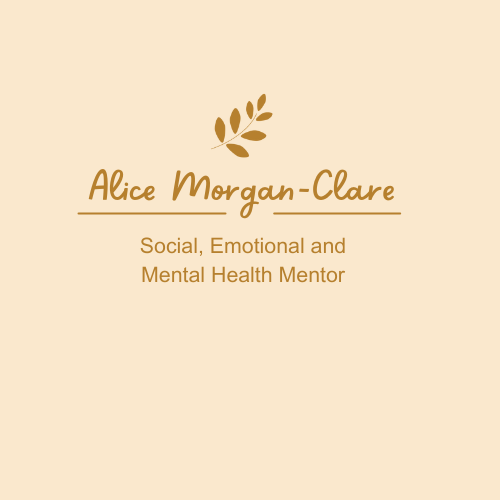 Alice Morgan-Clare
Social, Emotional and
Mental Health Mentor